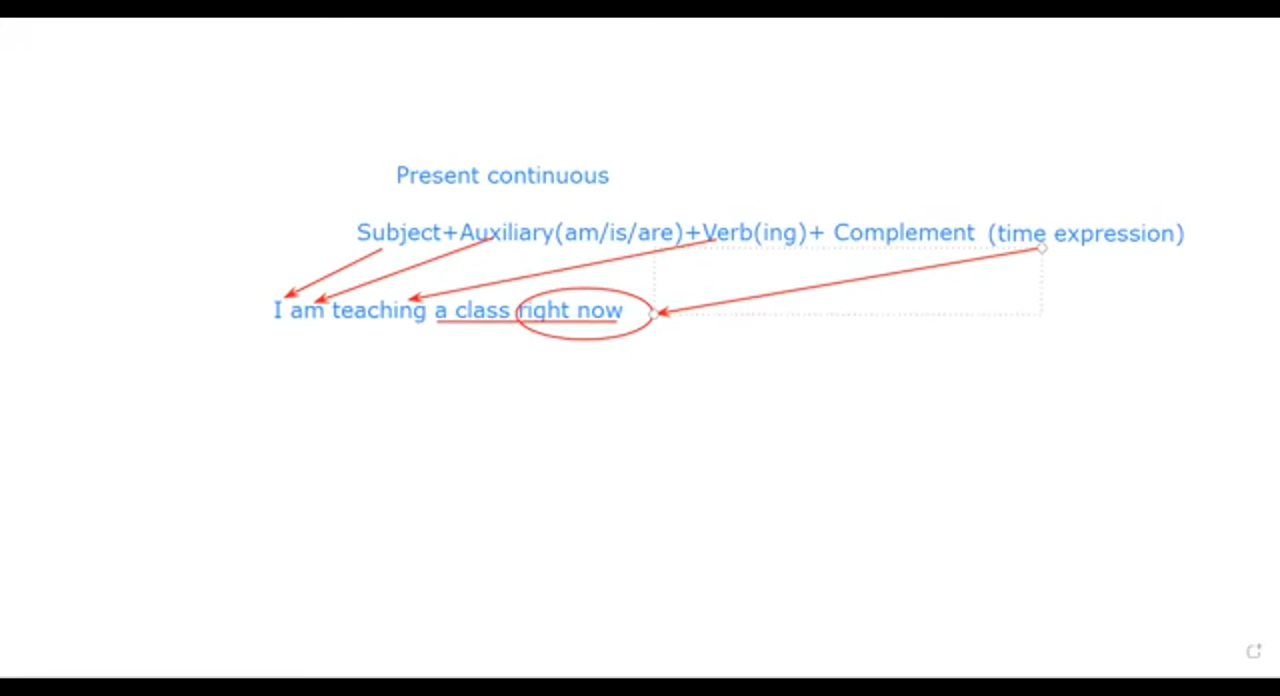 Present continuous
Subject+Auxiliary(am/is/are)+Verb(ing)+ Complement (time expression)
I am teaching a class right now